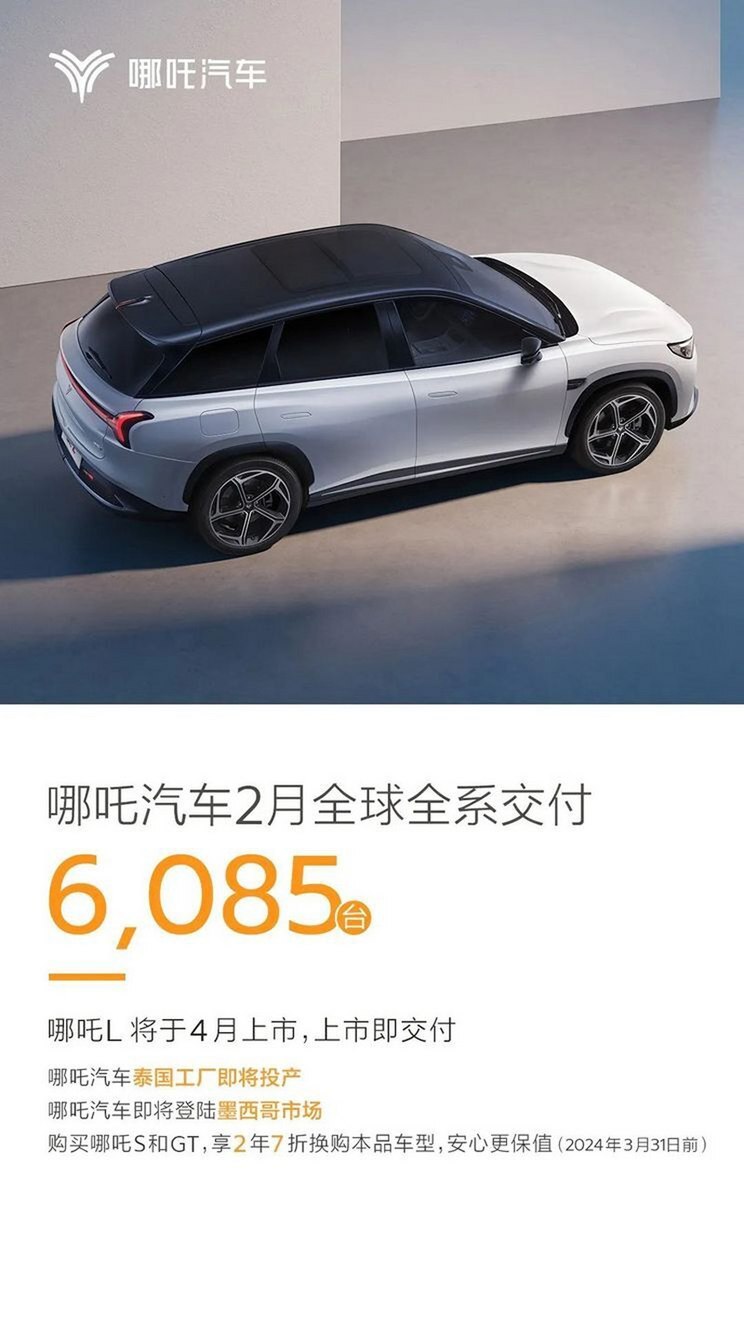 哪吒汽车
哪吒汽车2月全球全系交付
6,085台
哪吒L 将于4月上市,上市即交付
哪吒汽车泰国工厂即将投产
哪吒汽车即将登陆墨西哥市场
购买哪吒S和GT,享2年7折换购本品车型,安心更保值(2024年3月31日前)